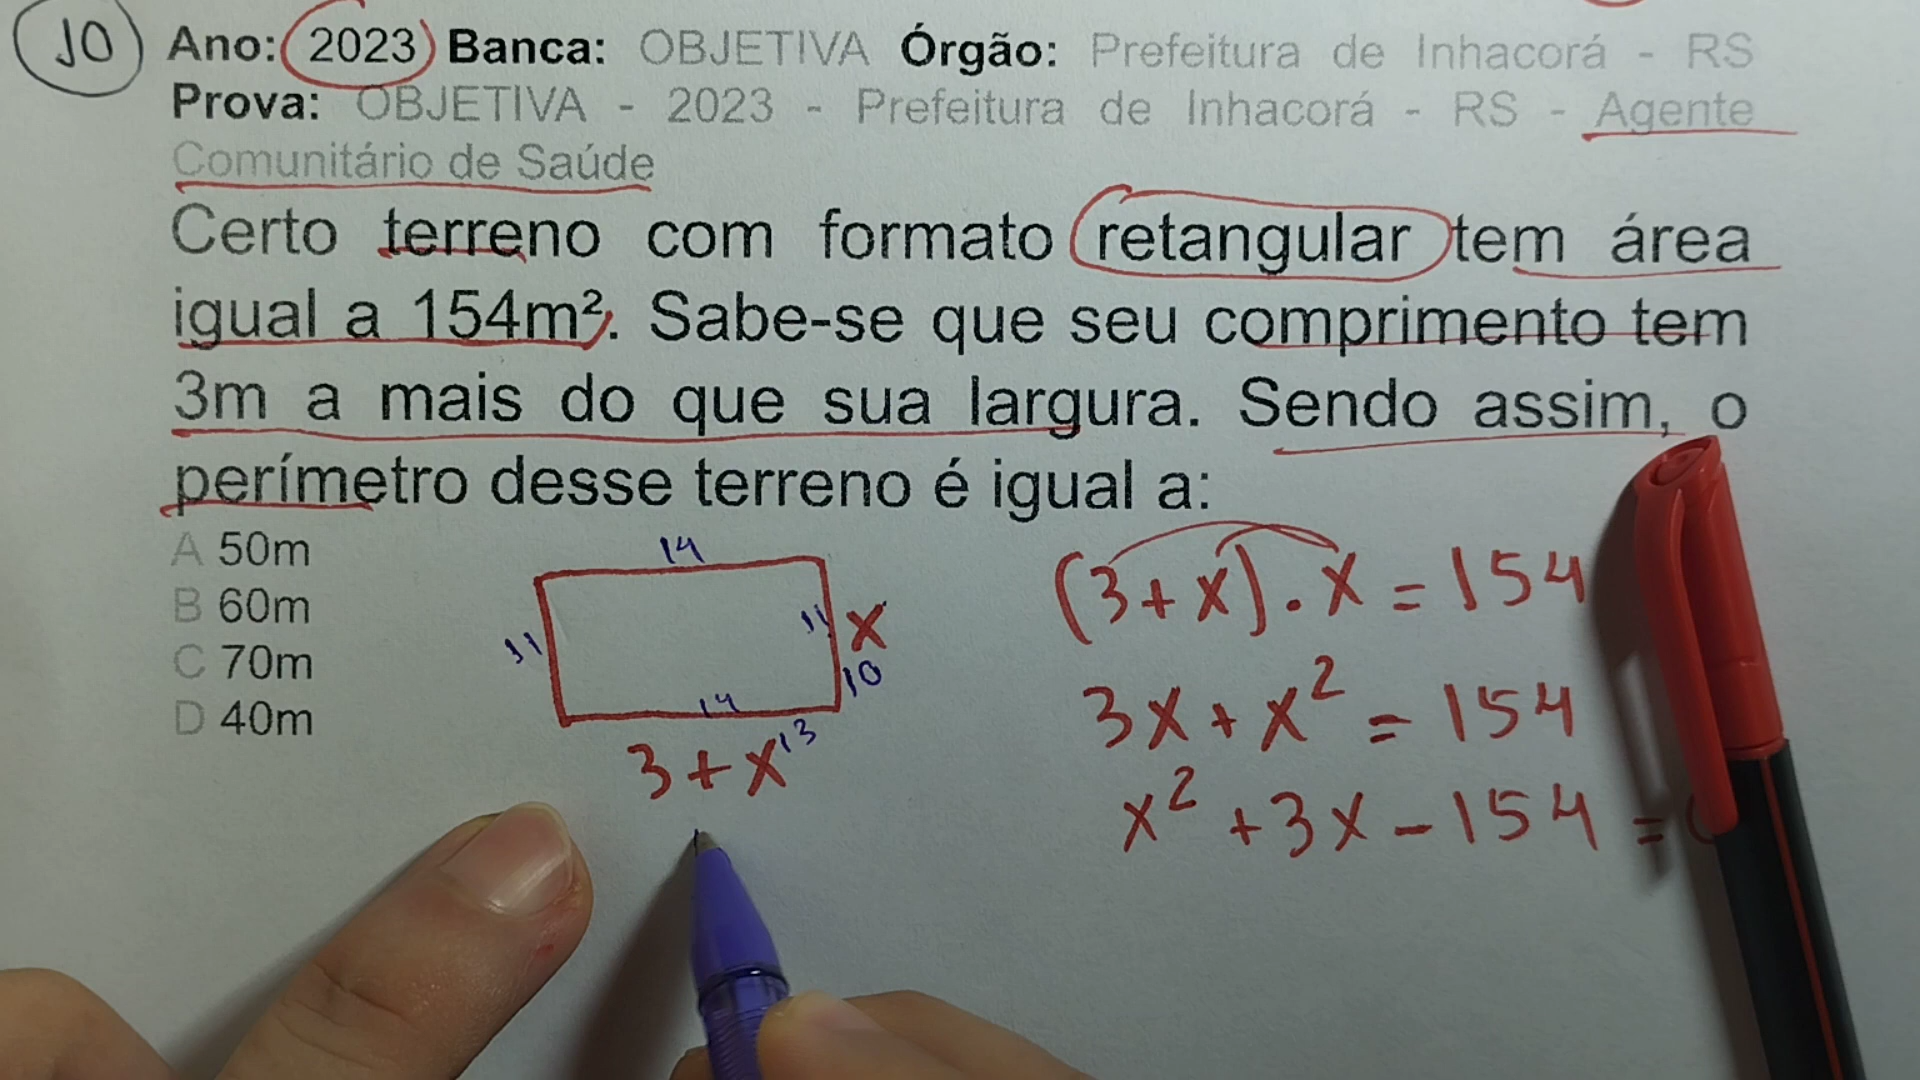 10 Ano: 2023 Banca: OBJETIVA Órgão: Prefeitura de Inhacorá - RS
Prova: OBJETIVA - 2023 - Prefeitura de Inhacorá - RS - Agente
Comunitário de Saúde
Certo terreno com formato retangular tem área
igual a 154m². Sabe-se que seu comprimento tem
3m a mais do que sua largura. Sendo assim, o
perímetro desse terreno é igual a:
A 50m
B 60m
C 70m
D 40m
14
11
11 x
10
14
3 + x 13
(3 + x) . x = 154
3x + x² = 154
x² + 3x - 154 =